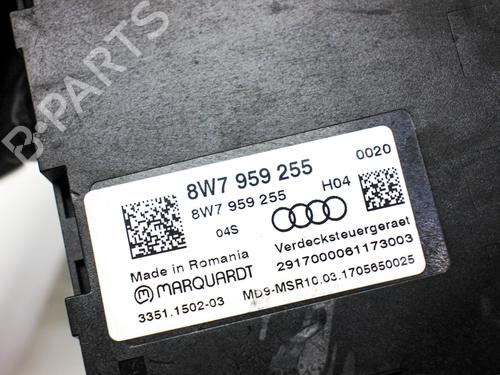 B-PARTS
8W7 959 255
0020
8W7 959 255
H04
04S
Verdecksteuergeraet
Made in Romania
2917000061173003
MARQUARDT
MD9-MSR10.03.1705650025
3351.1502-03